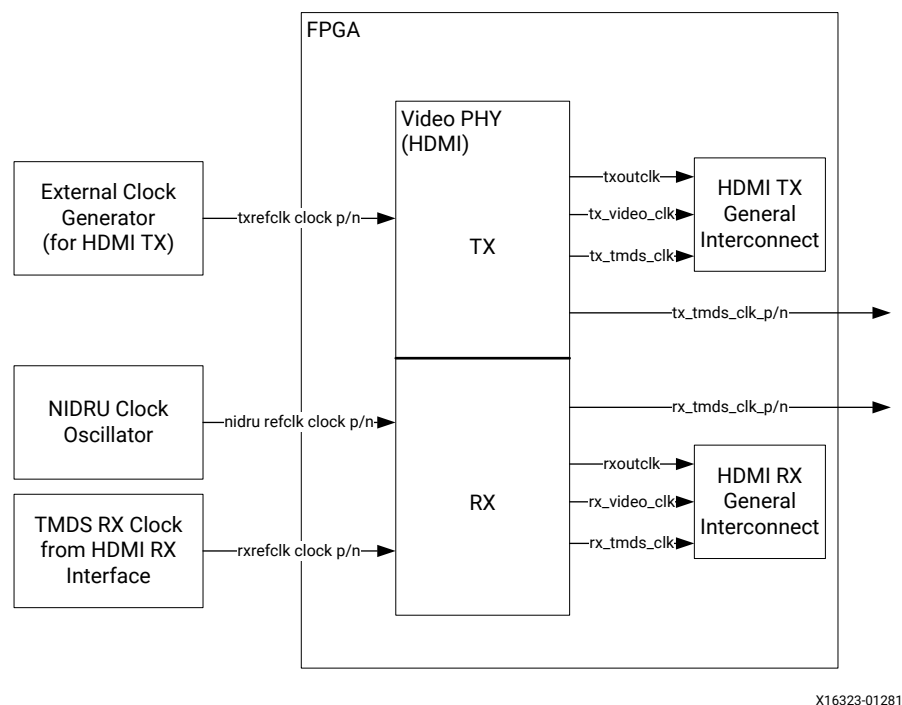 FPGA
Video PHY
(HDMI)
External Clock
Generator
(for HDMI TX)
txrefclk clock p/n
TX
txoutclk
tx_video_clk
tx_tmds_clk
HDMI TX
General
Interconnect
tx_tmds_clk_p/n
NIDRU Clock
Oscillator
nidru refclk clock p/n
rx_tmds_clk_p/n
TMDS RX Clock
from HDMI RX
Interface
rxrefclk clock p/n
RX
rxoutclk
rx_video_clk
rx_tmds_clk
HDMI RX
General
Interconnect
X16323-01281